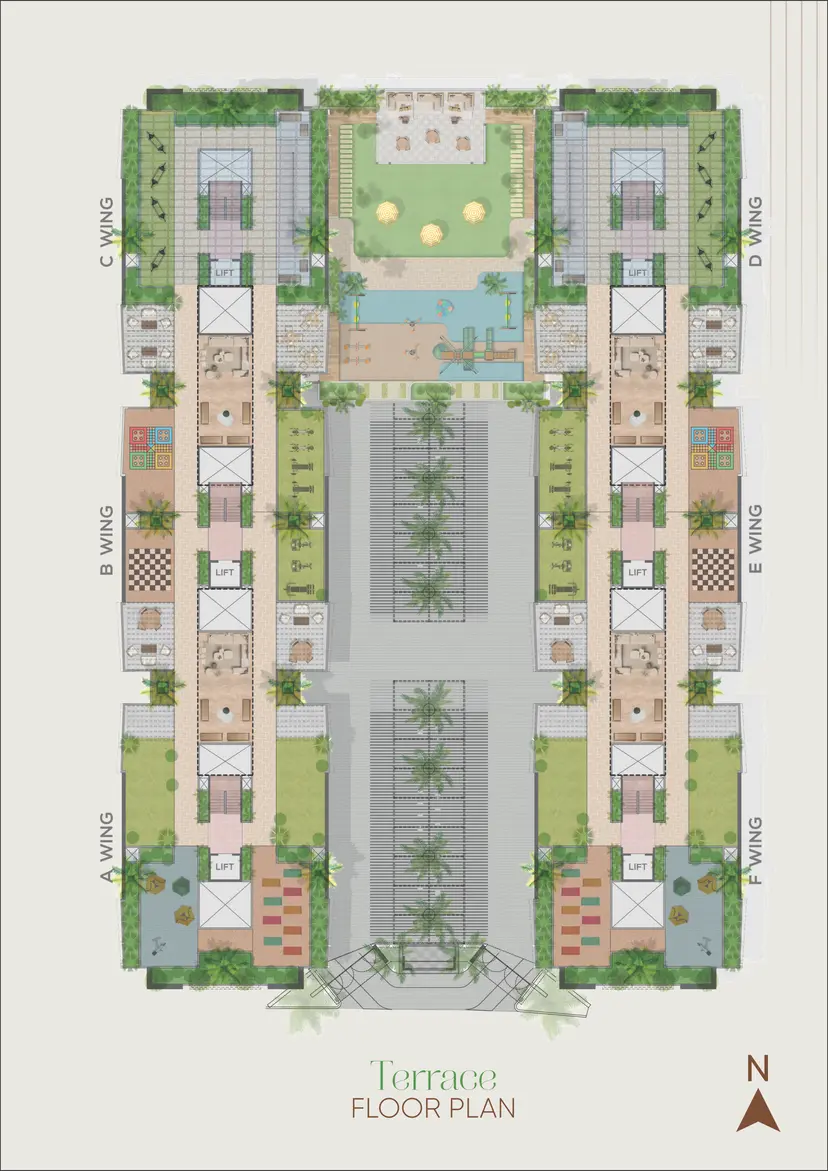 C WING
D WING
LIFT
LIFT
B WING
E WING
LIFT
LIFT
A WING
F WING
LIFT
LIFT
Terrace
FLOOR PLAN
N